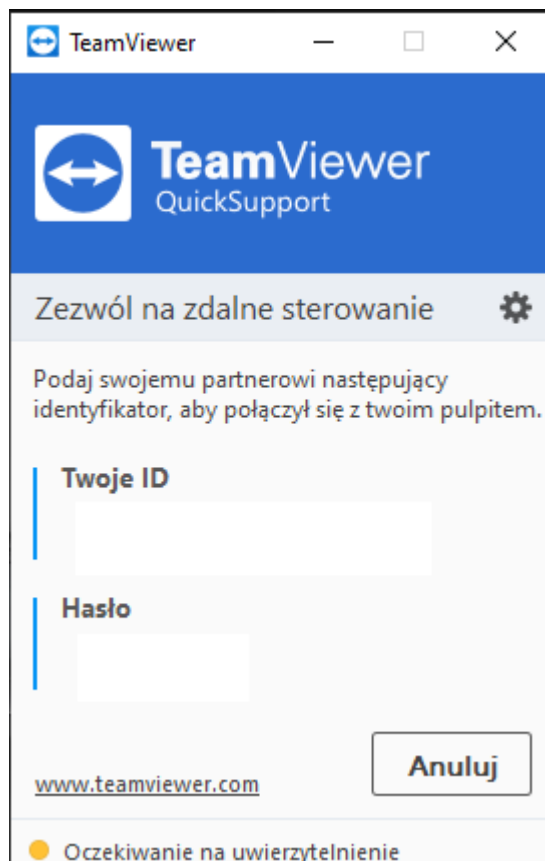 TeamViewer
TeamViewer
QuickSupport
Zezwól na zdalne sterowanie
Podaj swojemu partnerowi następujący
identyfikator, aby połączył się z twoim pulpitem.
Twoje ID
Hasło
Anuluj
www.teamviewer.com
Oczekiwanie na uwierzytelnienie